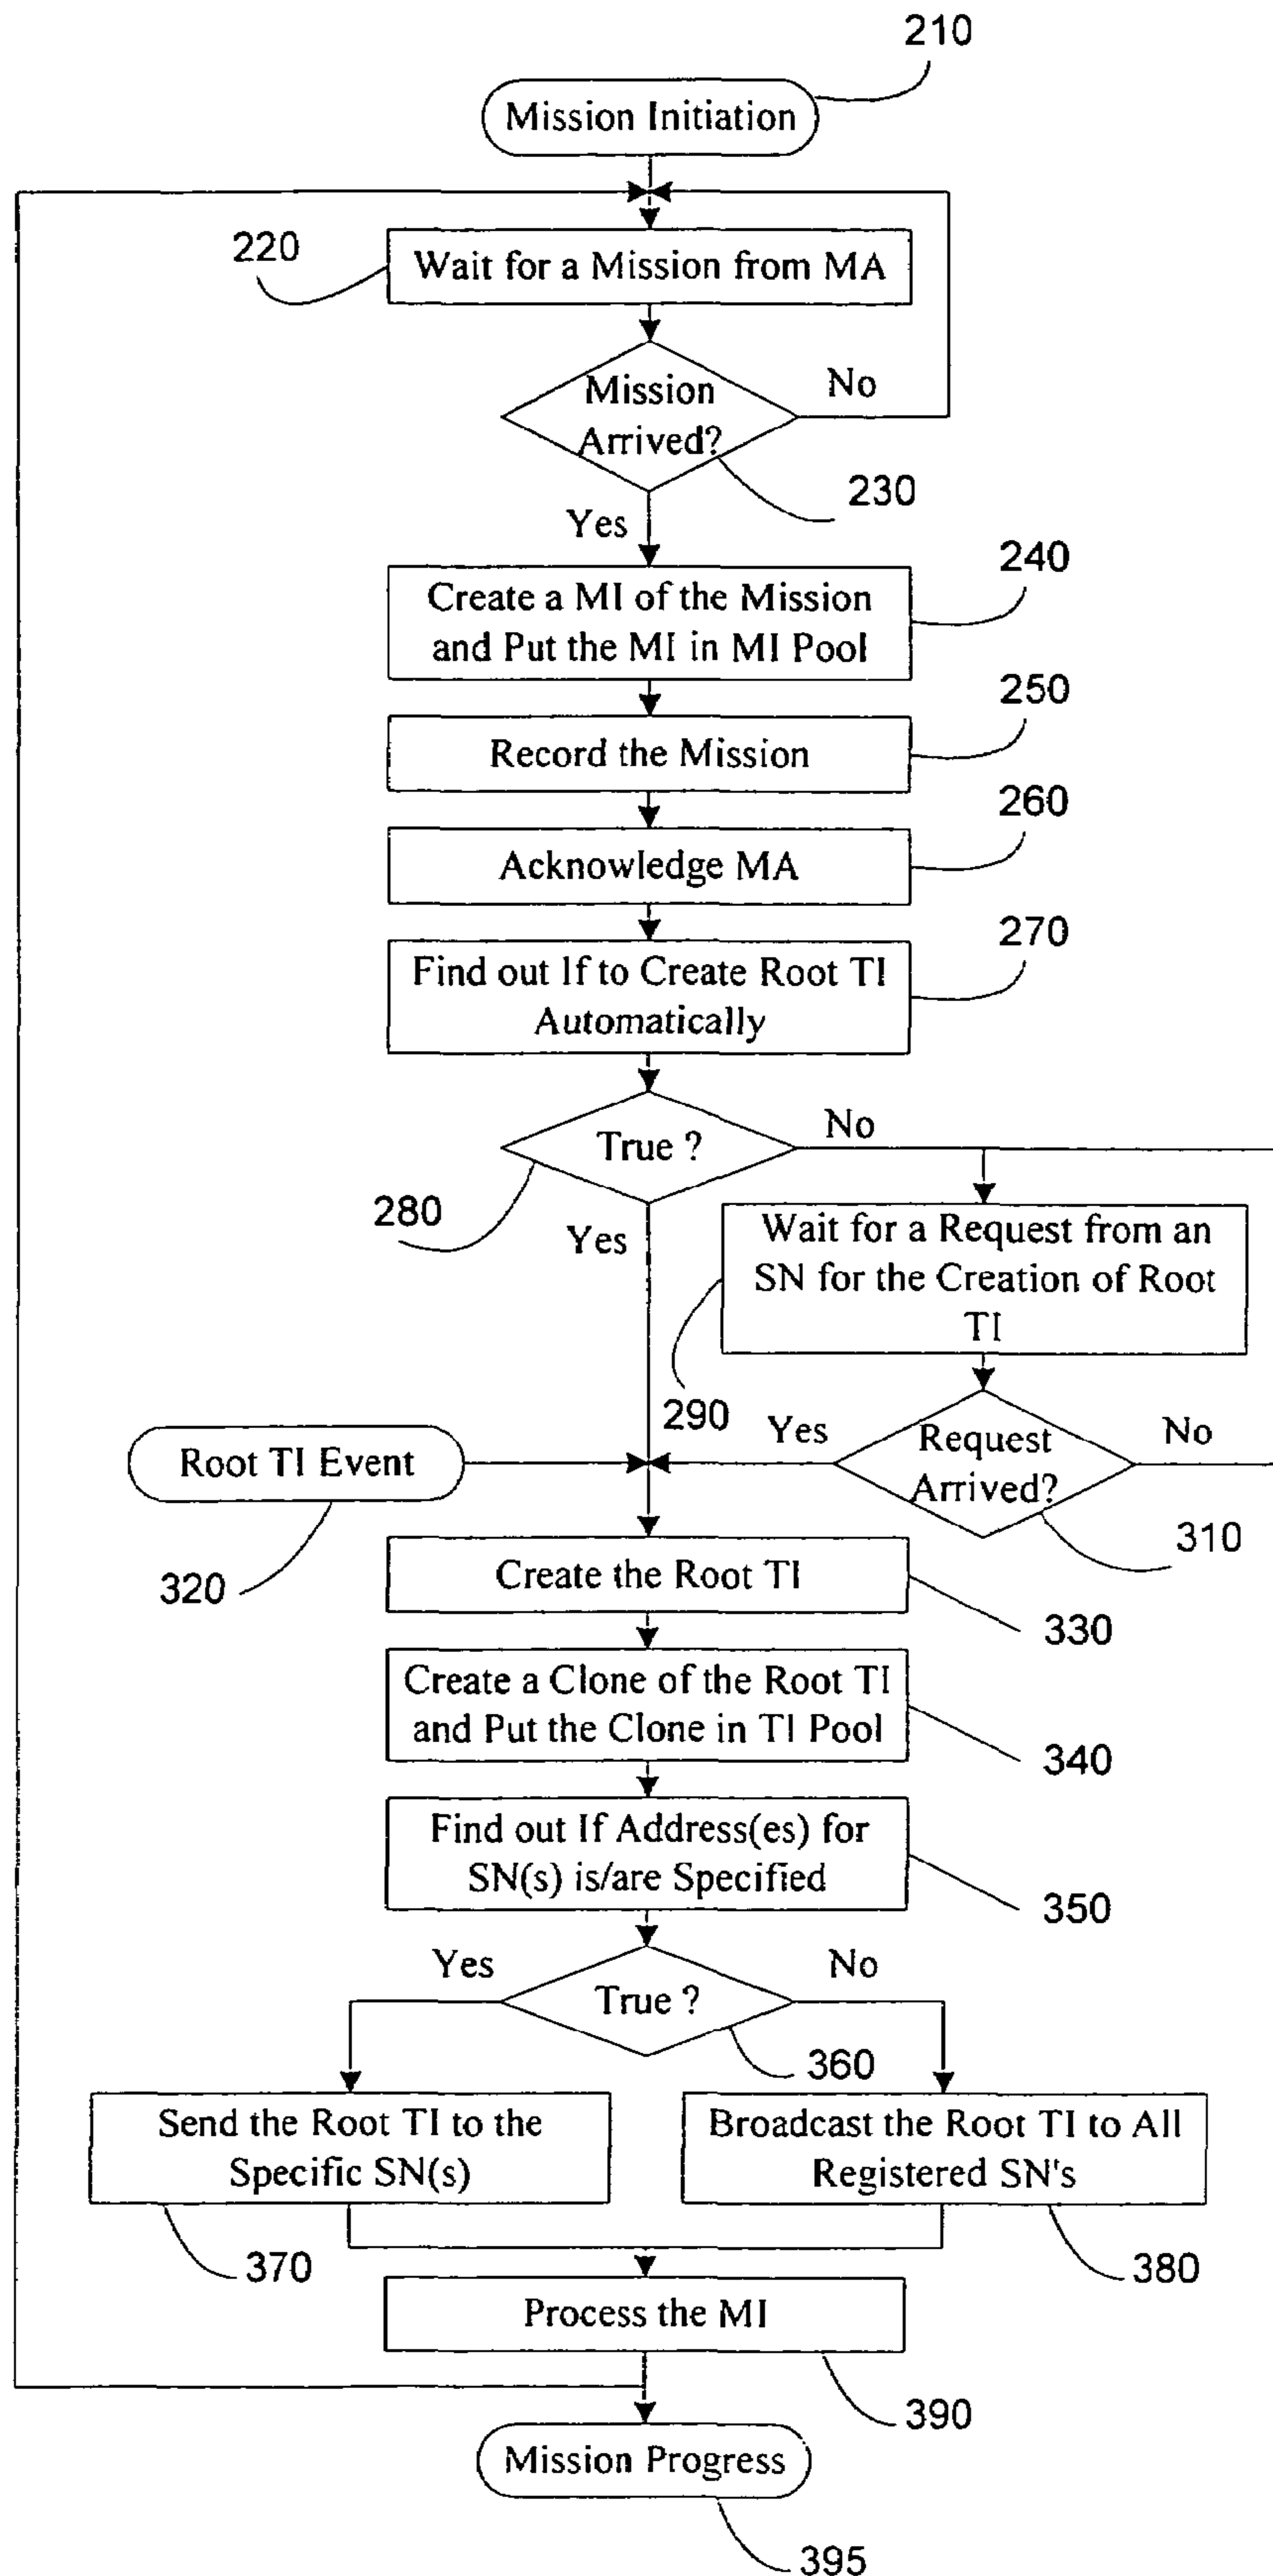 210
Mission Initiation
220
Wait for a Mission from MA
Mission
Arrived?
No
230
Yes
240
Create a MI of the Mission
and Put the MI in MI Pool
250
Record the Mission
260
Acknowledge MA
270
Find out If to Create Root TI
Automatically
True ?
No
280
Yes
Wait for a Request from an
SN for the Creation of Root
TI
290
Yes
Request
Arrived?
No
310
Root TI Event
320
Create the Root TI
330
Create a Clone of the Root TI
and Put the Clone in TI Pool
340
Find out If Address(es) for
SN(s) is/are Specified
350
Yes
True ?
No
360
Send the Root TI to the
Specific SN(s)
370
Broadcast the Root TI to All
Registered SN's
380
Process the MI
390
Mission Progress
395